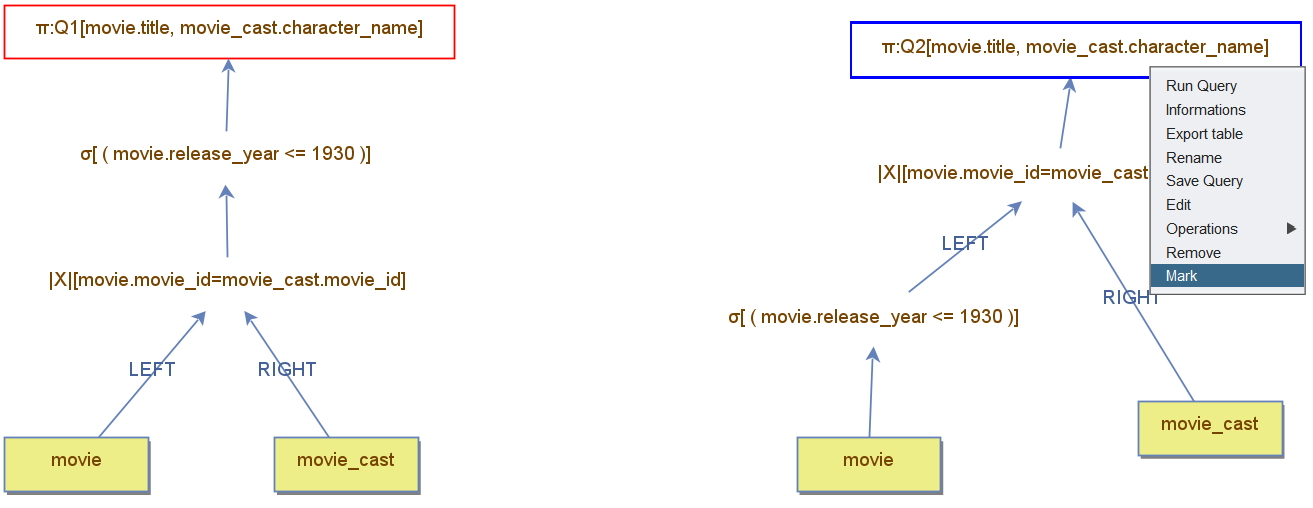 π:Q1[movie.title, movie_cast.character_name]
σ[ ( movie.release_year <= 1930 )]
|X|[movie.movie_id=movie_cast.movie_id]
LEFT
RIGHT
movie
movie_cast
π:Q2[movie.title, movie_cast.character_name]
|X|[movie.movie_id=movie_cast
LEFT
RIGHT
σ[ ( movie.release_year <= 1930 )]
movie
movie_cast
Run Query
Informations
Export table
Rename
Save Query
Edit
Operations
Remove
Mark